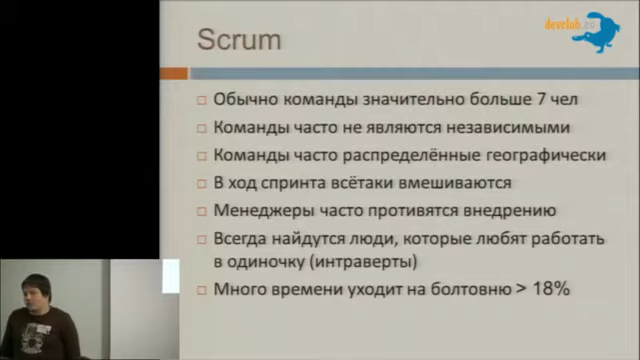 devclub.eu
Scrum
Обычно команды значительно больше 7 чел
Команды часто не являются независимыми
Команды часто распределённые географически
В ход спринта всётаки вмешиваются
Менеджеры часто противятся внедрению
Всегда найдутся люди, которые любят работать
в одиночку (интраверты)
Много времени уходит на болтовню > 18%